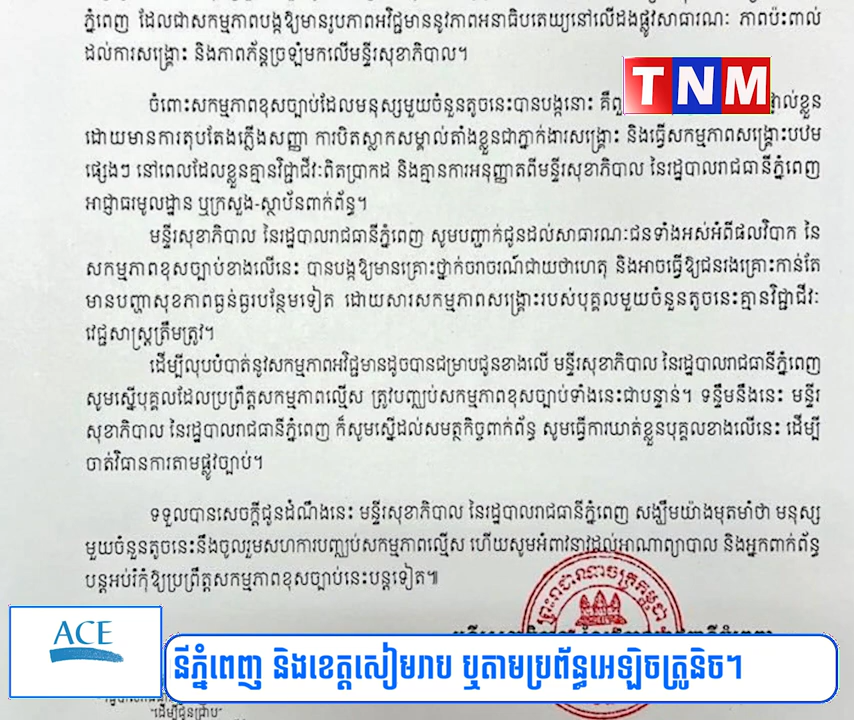 ភ្នំពេញ ដែលជាសកម្មភាពបង្កឱ្យមានរូបភាពអវិជ្ជមាននូវភាពអនាធិបតេយ្យនៅលើដងផ្លូវសាធារណៈ ភាពប៉ះពាល់
ដល់ការសង្គ្រោះ និងភាពភ័ន្តច្រឡំមកលើមន្ទីរសុខាភិបាល។
TNM
ចំពោះសកម្មភាពខុសច្បាប់ដែលមនុស្សមួយចំនួនតូចនេះបានបង្កនោះ គឺពួ ្ទាល់ខ្លួន
ដោយមានការតុបតែងភ្លើងសញ្ញា ការបិតស្លាកសម្គាល់តាំងខ្លួនជាភ្នាក់ងារសង្គ្រោះ និងធ្វើសកម្មភាពសង្គ្រោះបឋម
ផ្សេងៗ នៅពេលដែលខ្លួនគ្មានវិជ្ជាជីវៈពិតប្រាកដ និងគ្មានការអនុញ្ញាតពីមន្ទីរសុខាភិបាល នៃរដ្ឋបាលរាជធានីភ្នំពេញ
អាជ្ញាធរមូលដ្ឋាន ឬក្រសួង-ស្ថាប័នពាក់ព័ន្ធ។
មន្ទីរសុខាភិបាល នៃរដ្ឋបាលរាជធានីភ្នំពេញ សូមបញ្ជាក់ជូនដល់សាធារណៈជនទាំងអស់អំពីផលវិបាក នៃ
សកម្មភាពខុសច្បាប់ខាងលើនេះ បានបង្កឱ្យមានគ្រោះថ្នាក់ចរាចរណ៍ជាយថាហេតុ និងអាចធ្វើឱ្យជនរងគ្រោះកាន់តែ
មានបញ្ហាសុខភាពធ្ងន់ធ្ងរបន្ថែមទៀត ដោយសារសកម្មភាពសង្គ្រោះរបស់បុគ្គលមួយចំនួនតូចនេះគ្មានវិជ្ជាជីវៈ
វេជ្ជសាស្ត្រត្រឹមត្រូវ។
ដើម្បីលុបបំបាត់នូវសកម្មភាពអវិជ្ជមានដូចបានជម្រាបជូនខាងលើ មន្ទីរសុខាភិបាល នៃរដ្ឋបាលរាជធានីភ្នំពេញ
សូមស្នើបុគ្គលដែលប្រព្រឹត្តសកម្មភាពល្មើស ត្រូវបញ្ឈប់សកម្មភាពខុសច្បាប់ទាំងនេះជាបន្ទាន់។ ទន្ទឹមនឹងនេះ មន្ទីរ
សុខាភិបាល នៃរដ្ឋបាលរាជធានីភ្នំពេញ ក៏សូមស្នើដល់សមត្ថកិច្ចពាក់ព័ន្ធ សូមធ្វើការឃាត់ខ្លួនបុគ្គលខាងលើនេះ ដើម្បី
ចាត់វិធានការតាមផ្លូវច្បាប់។
ទទួលបានសេចក្តីជូនដំណឹងនេះ មន្ទីរសុខាភិបាល នៃរដ្ឋបាលរាជធានីភ្នំពេញ សង្ឃឹមយ៉ាងមុតមាំថា មនុស្ស
មួយចំនួនតូចនេះនឹងចូលរួមសហការបញ្ឈប់សកម្មភាពល្មើស ហើយសូមអំពាវនាវដល់អាណាព្យាបាល និងអ្នកពាក់ព័ន្ធ
បន្តអប់រំកុំឱ្យប្រព្រឹត្តសកម្មភាពខុសច្បាប់នេះបន្តទៀត៕
ព្រះរាជាណាចក្រកម្ពុជា
ACE
នីភ្នំពេញ និងខេត្តសៀមរាប ឬតាមប្រព័ន្ធអេឡិចត្រូនិច។
"ដើម្បីជូនជ្រាប"